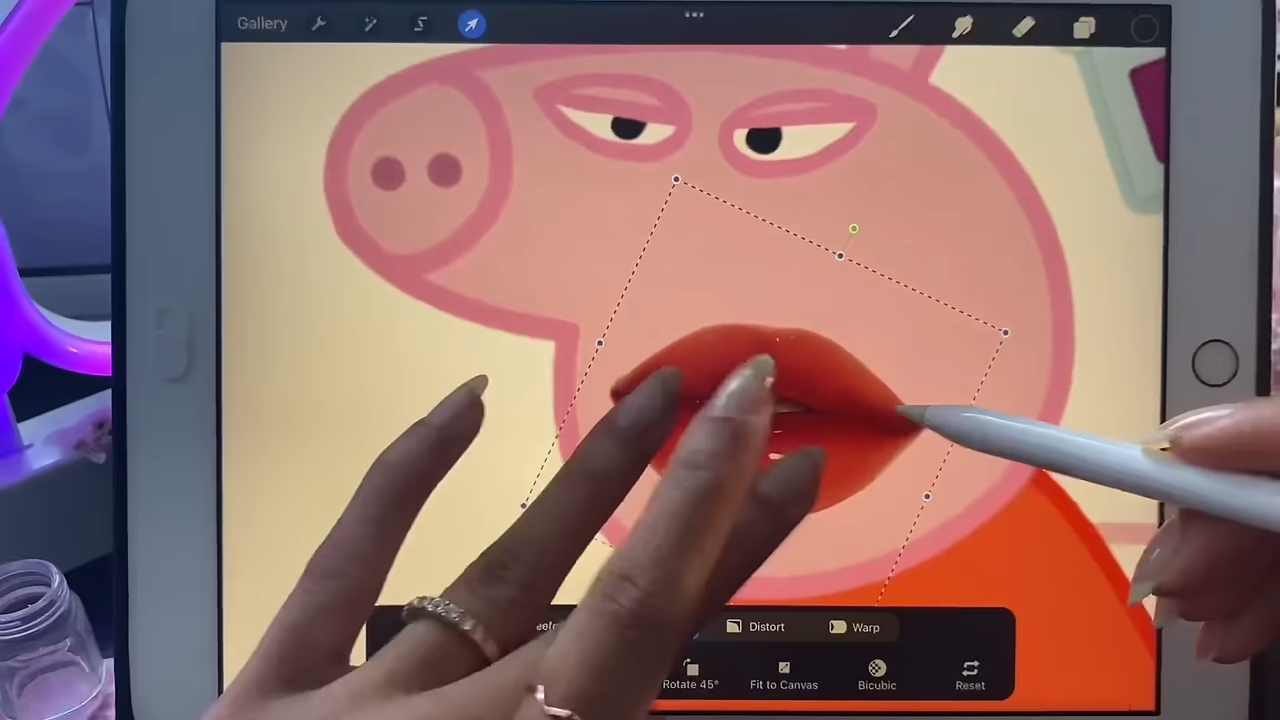 Gallery
Distort
Warp
Rotate 45°
Fit to Canvas
Bicubic
Reset